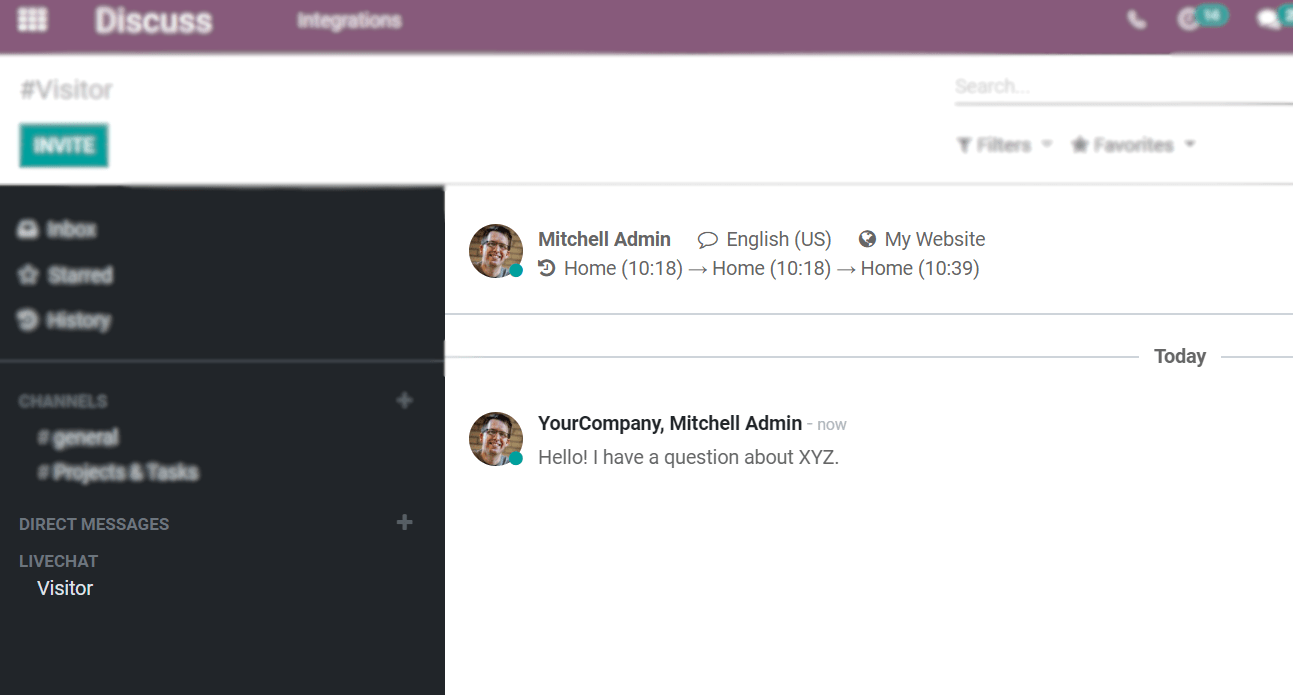 Discuss
Integrations
14
2
#Visitor
Search...
INVITE
Filters
Favorites
Inbox
Starred
History
CHANNELS
# general
# Projects & Tasks
DIRECT MESSAGES
LIVECHAT
Visitor
Mitchell Admin English (US) My Website
Home (10:18) → Home (10:18) → Home (10:39)
Today
YourCompany, Mitchell Admin - now
Hello! I have a question about XYZ.